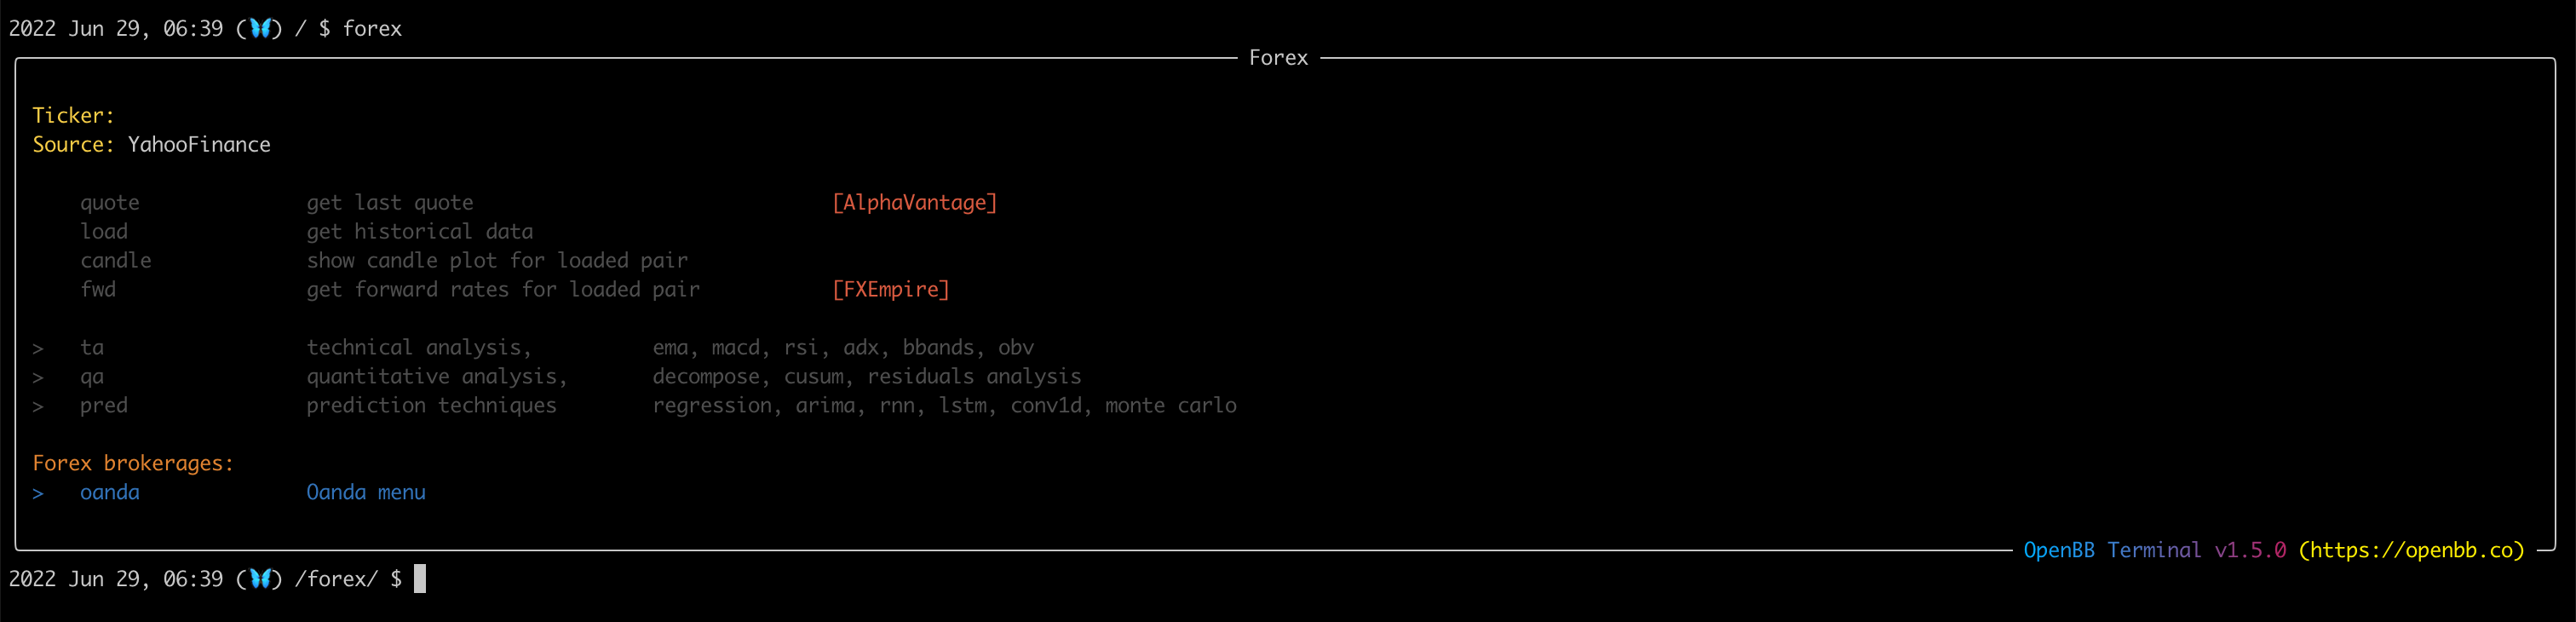 2022 Jun 29, 06:39 (🦋) / $ forex
Forex
Ticker:
Source: YahooFinance
quote get last quote [AlphaVantage]
load get historical data
candle show candle plot for loaded pair
fwd get forward rates for loaded pair [FXEmpire]
> ta technical analysis, ema, macd, rsi, adx, bbands, obv
> qa quantitative analysis, decompose, cusum, residuals analysis
> pred prediction techniques regression, arima, rnn, lstm, conv1d, monte carlo
Forex brokerages:
> oanda Oanda menu
OpenBB Terminal v1.5.0 (https://openbb.co)
2022 Jun 29, 06:39 (🦋) /forex/ $